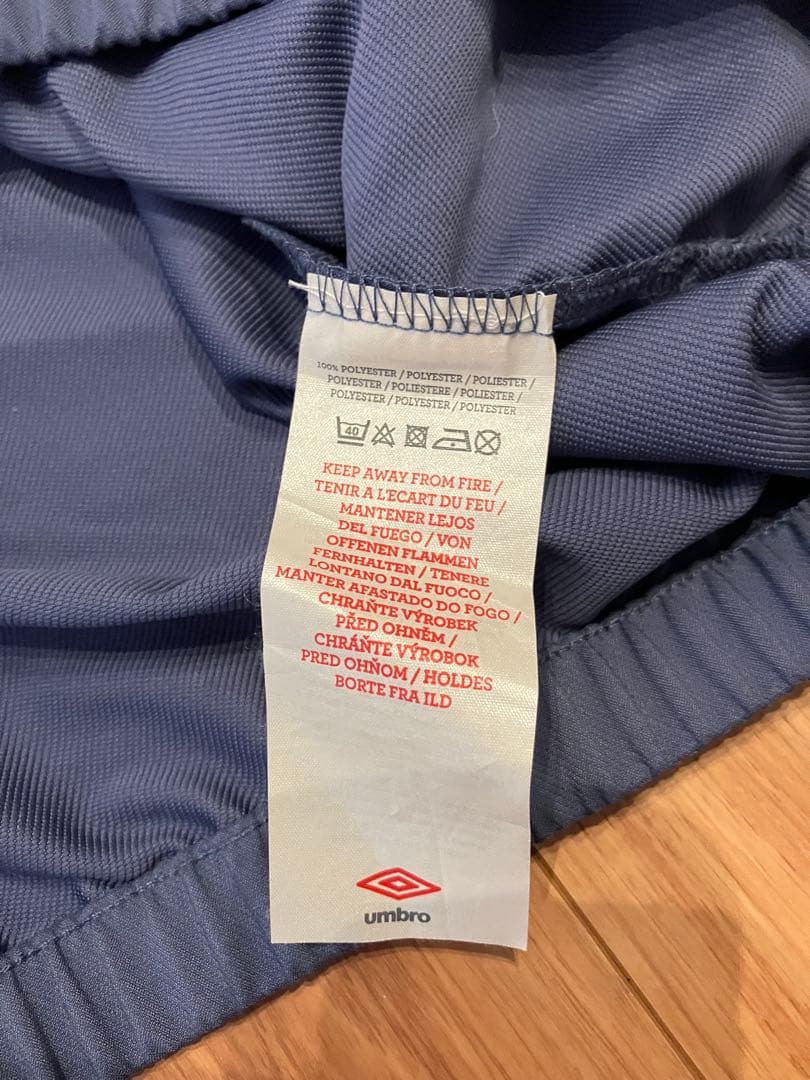 100% POLYESTER / POLYESTER / POLIESTER /
POLYESTER / POLIESTERE / POLIESTER /
POLYESTER / POLYESTER / POLYESTER
40
KEEP AWAY FROM FIRE /
TENIR A L'ECART DU FEU /
MANTENER LEJOS
DEL FUEGO / VON
OFFENEN FLAMMEN
FERNHALTEN / TENERE
LONTANO DAL FUOCO /
MANTER AFASTADO DO FOGO /
CHRAŇTE VÝROBEK
PŘED OHNĚM /
CHRÁŇTE VÝROBOK
PRED OHŇOM / HOLDES
BORTE FRA ILD
umbro